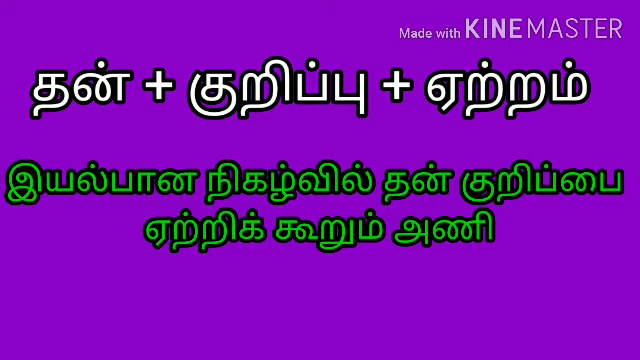 Made with KINEMASTER
தன் + குறிப்பு + ஏற்றம்
இயல்பான நிகழ்வில் தன் குறிப்பை
ஏற்றிக் கூறும் அணி